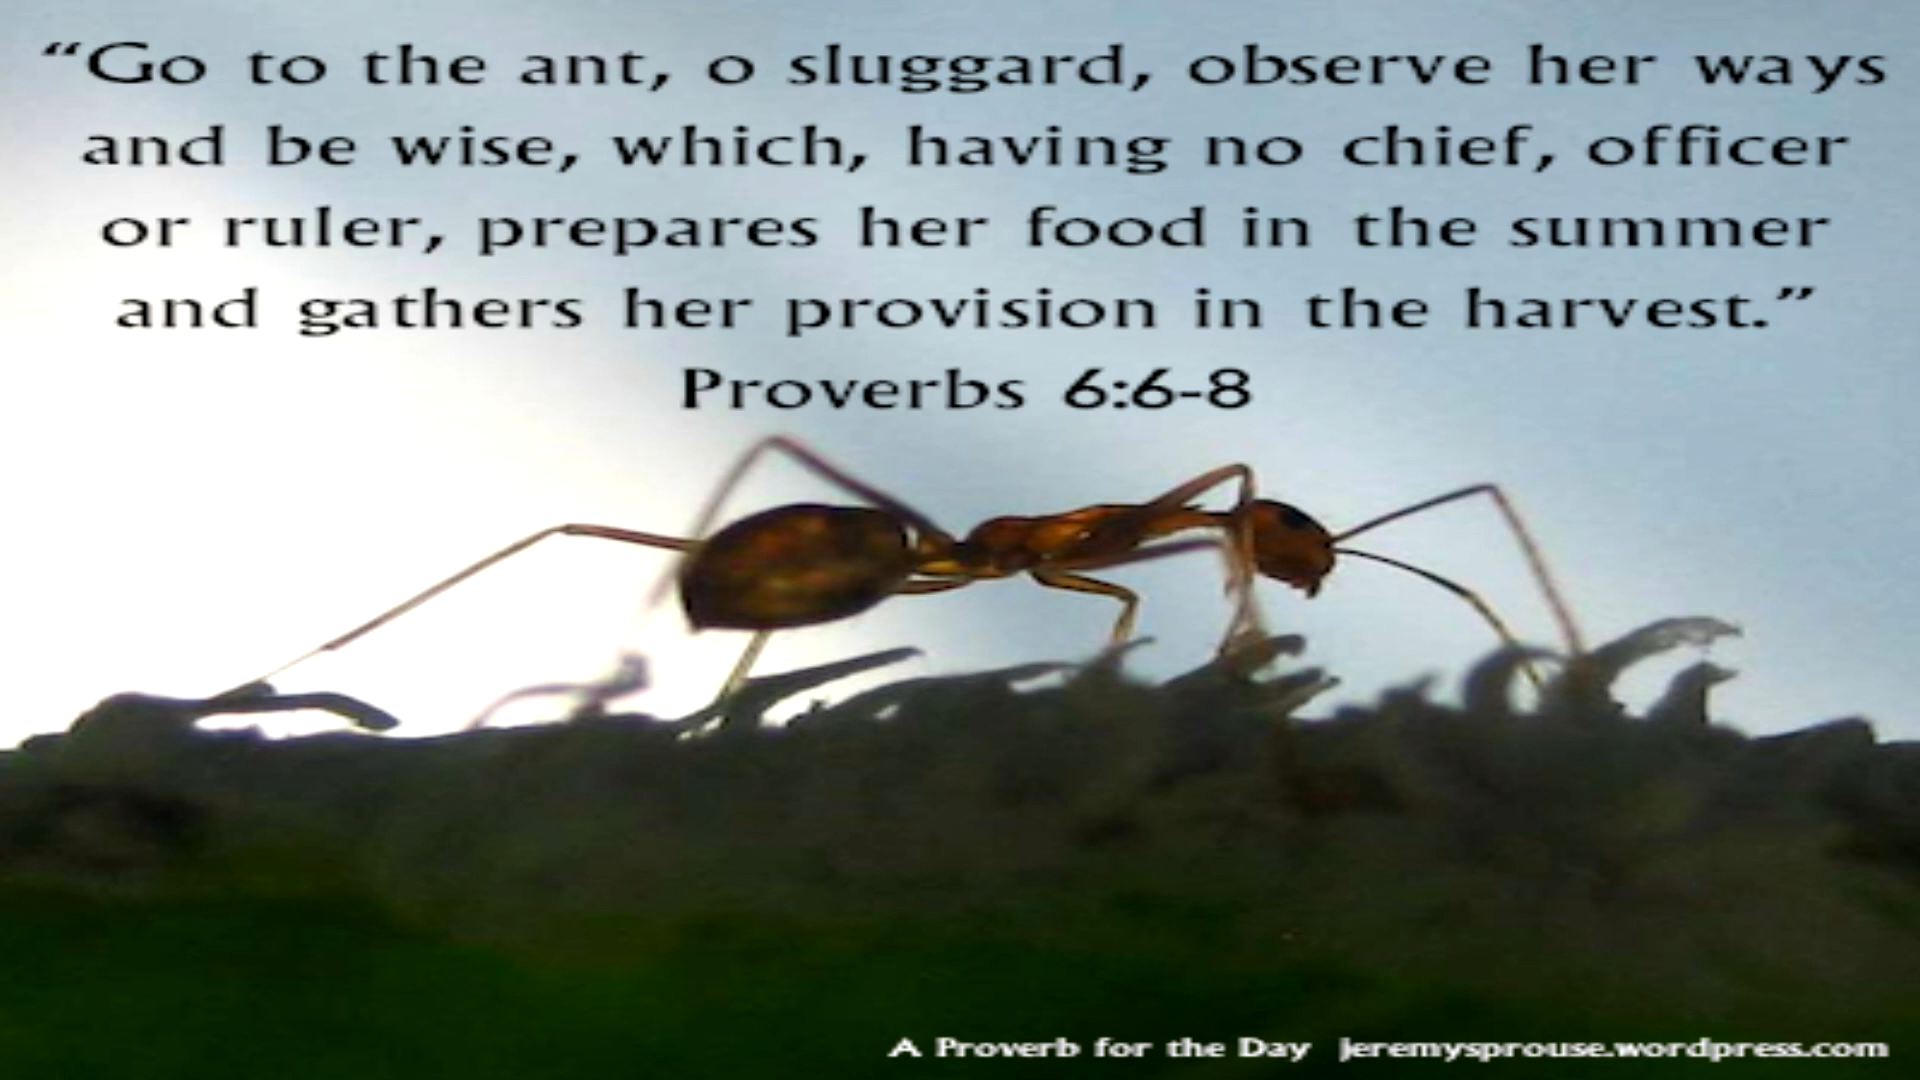 “Go to the ant, o sluggard, observe her ways
and be wise, which, having no chief, officer
or ruler, prepares her food in the summer
and gathers her provision in the harvest.”
Proverbs 6:6-8
A Proverb for the Day jeremysprouse.wordpress.com